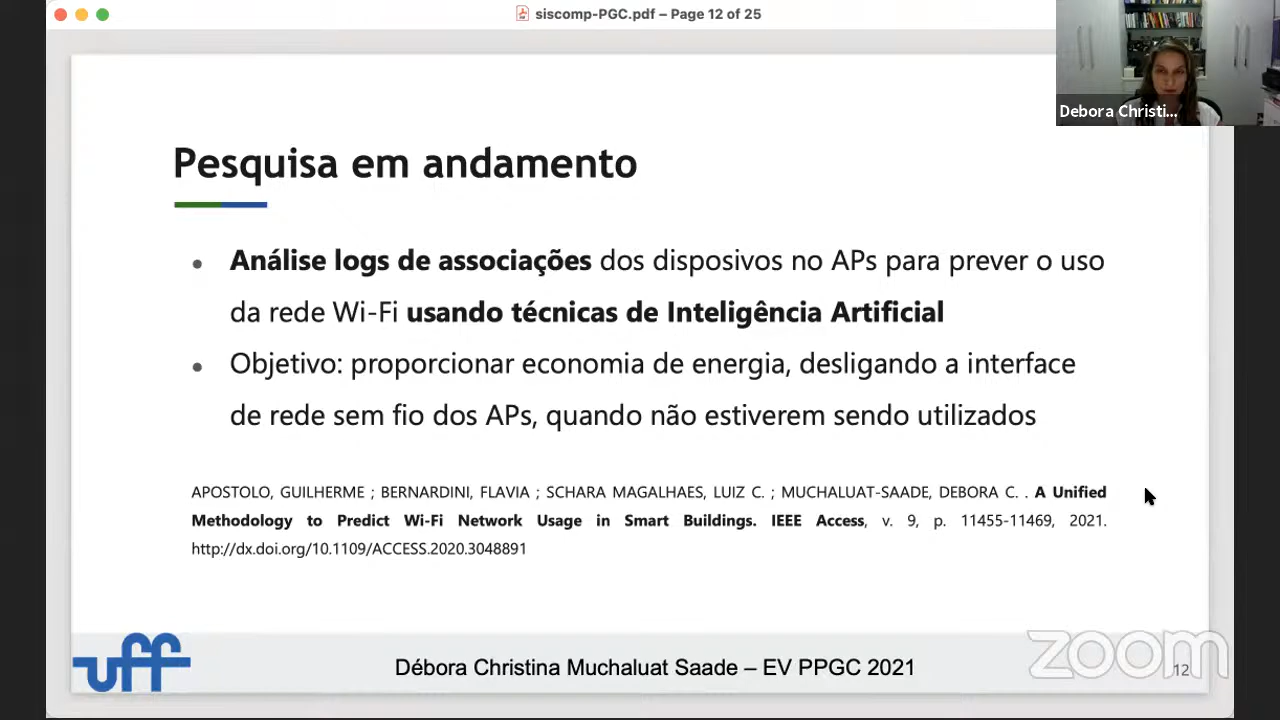 siscomp-PGC.pdf – Page 12 of 25
Debora Christi...
Pesquisa em andamento
Análise logs de associações dos disposivos no APs para prever o uso
da rede Wi-Fi usando técnicas de Inteligência Artificial
Objetivo: proporcionar economia de energia, desligando a interface
de rede sem fio dos APs, quando não estiverem sendo utilizados
APOSTOLO, GUILHERME ; BERNARDINI, FLAVIA ; SCHARA MAGALHAES, LUIZ C. ; MUCHALUAT-SAADE, DEBORA C. . A Unified
Methodology to Predict Wi-Fi Network Usage in Smart Buildings. IEEE Access, v. 9, p. 11455-11469, 2021.
http://dx.doi.org/10.1109/ACCESS.2020.3048891
uff
Débora Christina Muchaluat Saade – EV PPGC 2021
zoom
12